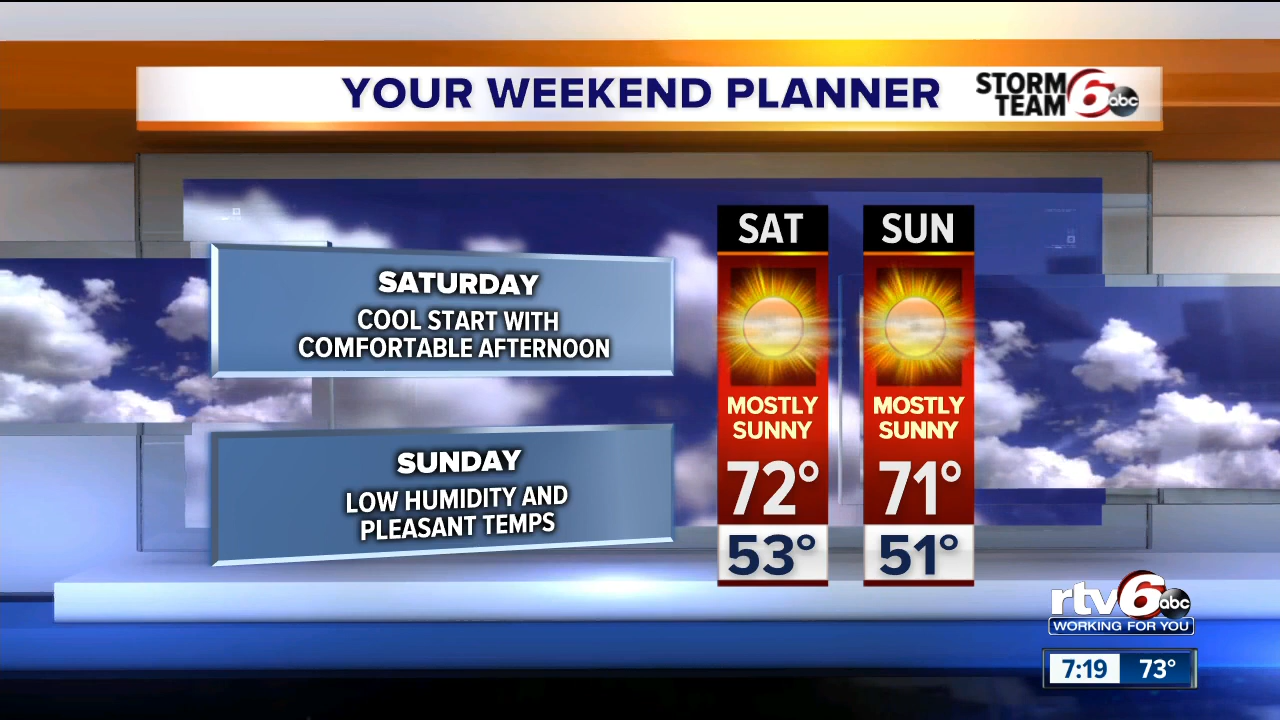 YOUR WEEKEND PLANNER
STORM
TEAM 6 abc
SATURDAY
COOL START WITH
COMFORTABLE AFTERNOON
SUNDAY
LOW HUMIDITY AND
PLEASANT TEMPS
SAT
MOSTLY
SUNNY
72°
53°
SUN
MOSTLY
SUNNY
71°
51°
rtv6 abc
WORKING FOR YOU
7:19 73°